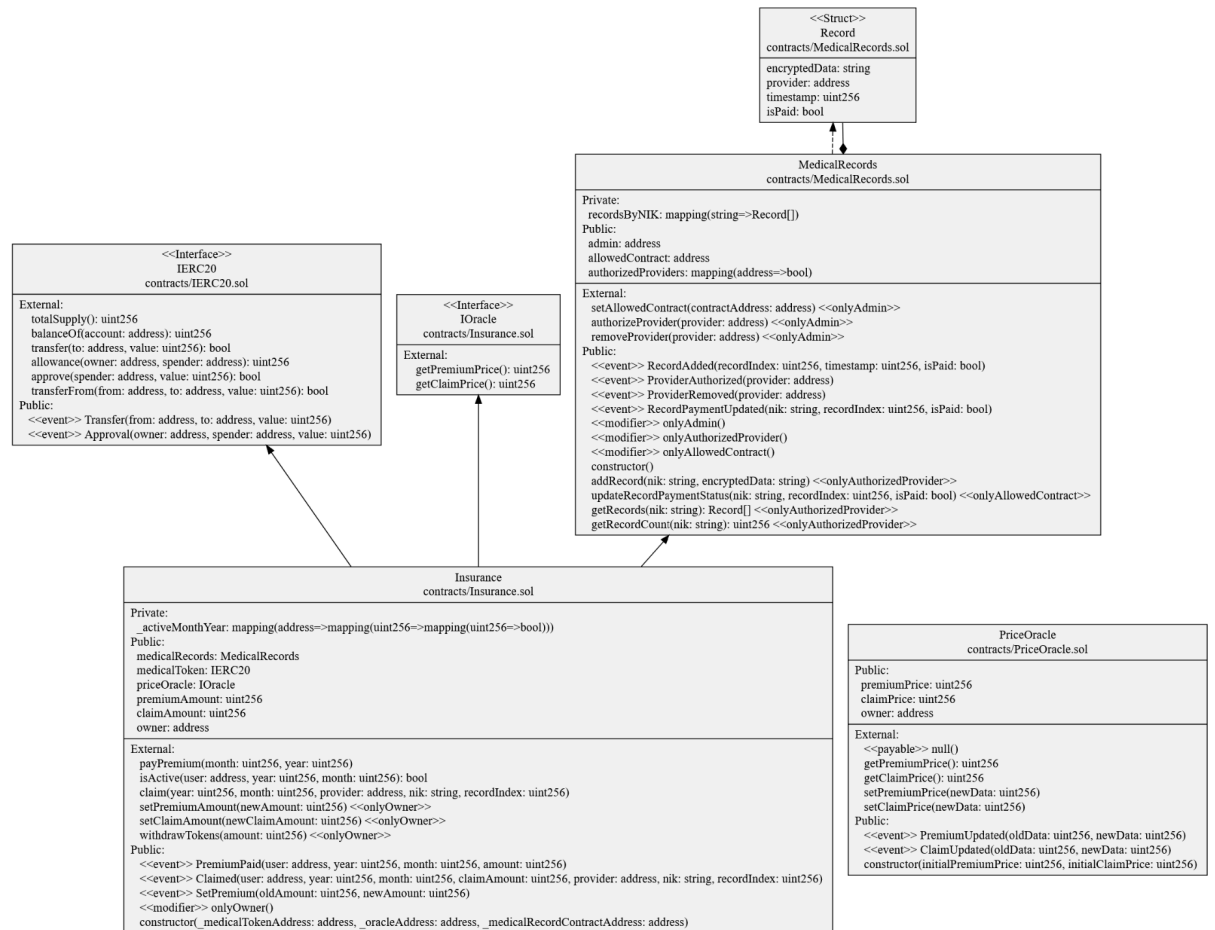 <<Struct>>
Record
contracts/MedicalRecords.sol
encryptedData: string
provider: address
timestamp: uint256
isPaid: bool
MedicalRecords
contracts/MedicalRecords.sol
Private:
recordsByNIK: mapping(string=>Record[])
Public:
admin: address
allowedContract: address
authorizedProviders: mapping(address=>bool)
External:
setAllowedContract(contractAddress: address) <<onlyAdmin>>
authorizeProvider(provider: address) <<onlyAdmin>>
removeProvider(provider: address) <<onlyAdmin>>
Public:
<<event>> RecordAdded(recordIndex: uint256, timestamp: uint256, isPaid: bool)
<<event>> ProviderAuthorized(provider: address)
<<event>> ProviderRemoved(provider: address)
<<event>> RecordPaymentUpdated(nik: string, recordIndex: uint256, isPaid: bool)
<<modifier>> onlyAdmin()
<<modifier>> onlyAuthorizedProvider()
<<modifier>> onlyAllowedContract()
constructor()
addRecord(nik: string, encryptedData: string) <<onlyAuthorizedProvider>>
updateRecordPaymentStatus(nik: string, recordIndex: uint256, isPaid: bool) <<onlyAllowedContract>>
getRecords(nik: string): Record[] <<onlyAuthorizedProvider>>
getRecordCount(nik: string): uint256 <<onlyAuthorizedProvider>>
<<Interface>>
IERC20
contracts/IERC20.sol
External:
totalSupply(): uint256
balanceOf(account: address): uint256
transfer(to: address, value: uint256): bool
allowance(owner: address, spender: address): uint256
approve(spender: address, value: uint256): bool
transferFrom(from: address, to: address, value: uint256): bool
Public:
<<event>> Transfer(from: address, to: address, value: uint256)
<<event>> Approval(owner: address, spender: address, value: uint256)
<<Interface>>
IOracle
contracts/Insurance.sol
External:
getPremiumPrice(): uint256
getClaimPrice(): uint256
Insurance
contracts/Insurance.sol
Private:
_activeMonthYear: mapping(address=>mapping(uint256=>mapping(uint256=>bool)))
Public:
medicalRecords: MedicalRecords
medicalToken: IERC20
priceOracle: IOracle
premiumAmount: uint256
claimAmount: uint256
owner: address
External:
payPremium(month: uint256, year: uint256)
isActive(user: address, year: uint256, month: uint256): bool
claim(year: uint256, month: uint256, provider: address, nik: string, recordIndex: uint256)
setPremiumAmount(newAmount: uint256) <<onlyOwner>>
setClaimAmount(newClaimAmount: uint256) <<onlyOwner>>
withdrawTokens(amount: uint256) <<onlyOwner>>
Public:
<<event>> PremiumPaid(user: address, year: uint256, month: uint256, amount: uint256)
<<event>> Claimed(user: address, year: uint256, month: uint256, claimAmount: uint256, provider: address, nik: string, recordIndex: uint256)
<<event>> SetPremium(oldAmount: uint256, newAmount: uint256)
<<modifier>> onlyOwner()
constructor(_medicalTokenAddress: address, _oracleAddress: address, _medicalRecordContractAddress: address)
PriceOracle
contracts/PriceOracle.sol
Public:
premiumPrice: uint256
claimPrice: uint256
owner: address
External:
<<payable>> null()
getPremiumPrice(): uint256
getClaimPrice(): uint256
setPremiumPrice(newData: uint256)
setClaimPrice(newData: uint256)
Public:
<<event>> PremiumUpdated(oldData: uint256, newData: uint256)
<<event>> ClaimUpdated(oldData: uint256, newData: uint256)
constructor(initialPremiumPrice: uint256, initialClaimPrice: uint256)